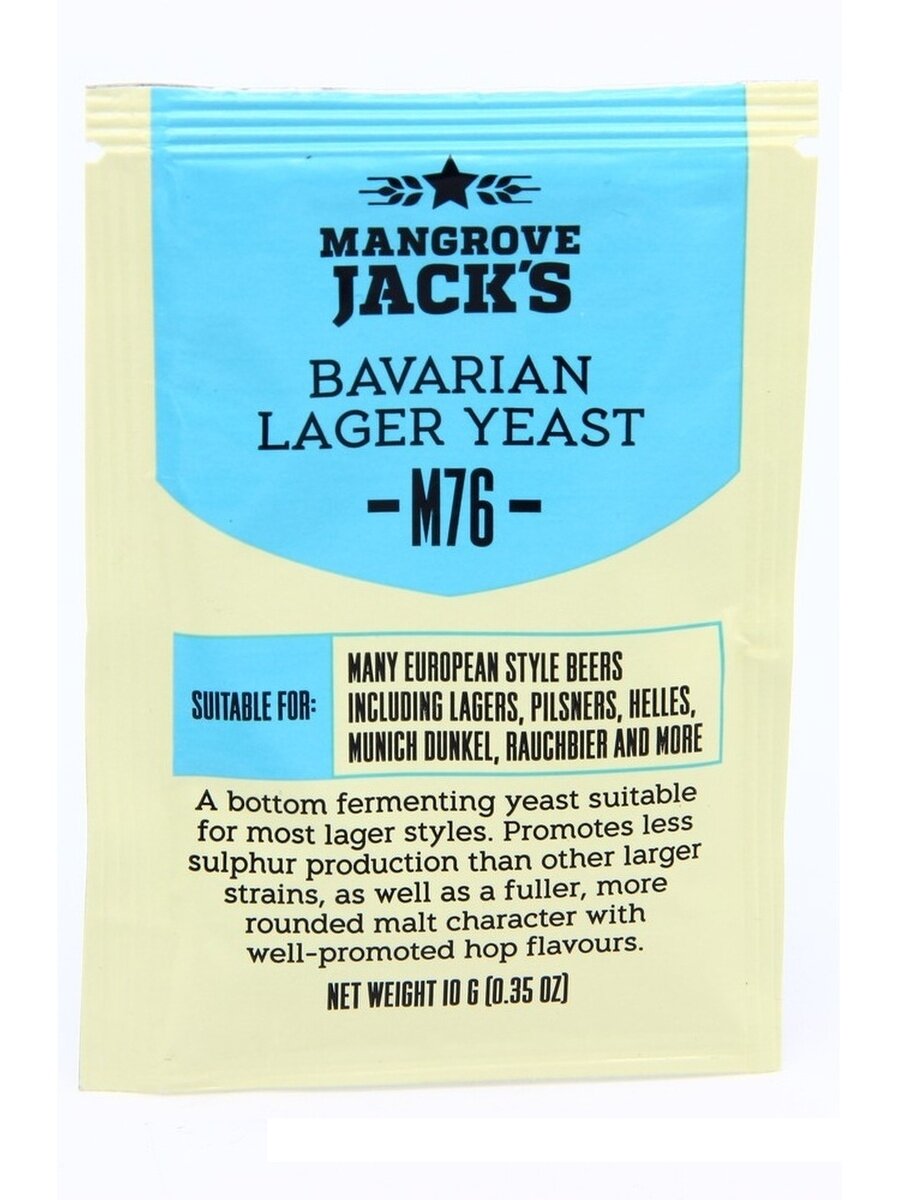 MANGROVE
JACK'S
BAVARIAN
LAGER YEAST
- M76 -
SUITABLE FOR:
MANY EUROPEAN STYLE BEERS
INCLUDING LAGERS, PILSNERS, HELLES,
MUNICH DUNKEL, RAUCHBIER AND MORE
A bottom fermenting yeast suitable
for most lager styles. Promotes less
sulphur production than other larger
strains, as well as a fuller, more
rounded malt character with
well-promoted hop flavours.
NET WEIGHT 10 G (0.35 OZ)